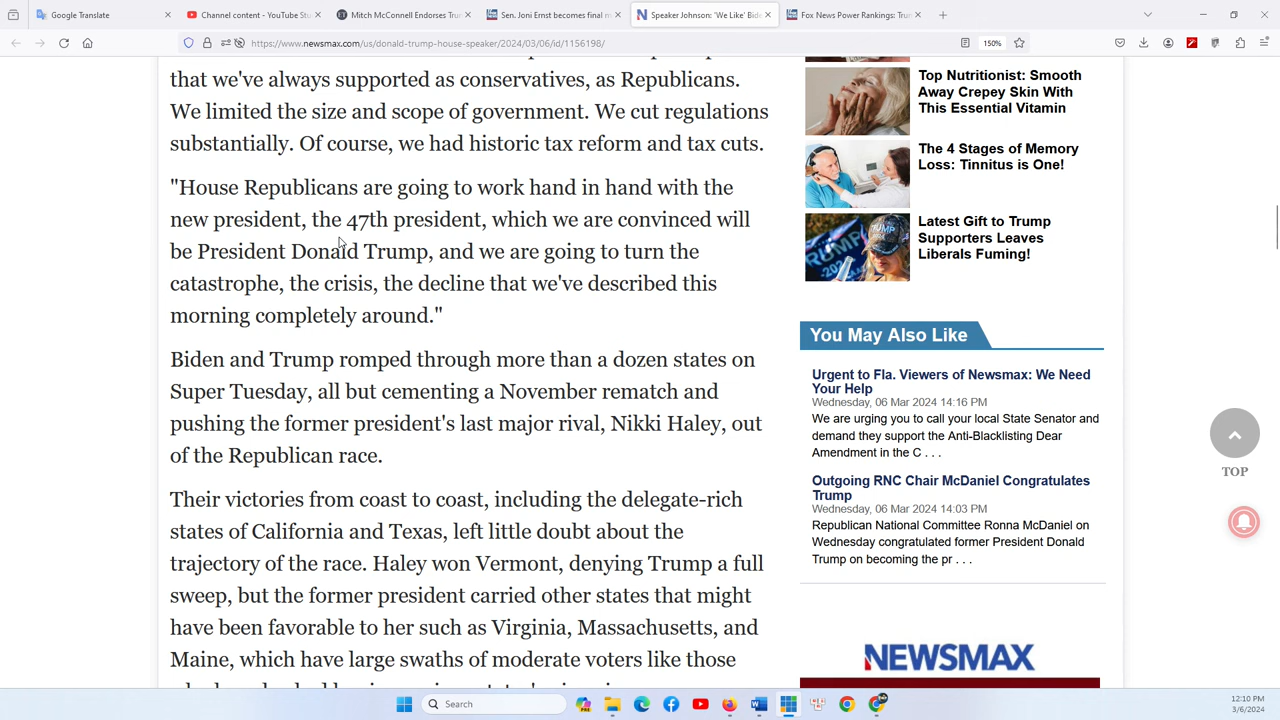 Google Translate
Channel content - YouTube Stu
Mitch McConnell Endorses Tru
Sen. Joni Ernst becomes final m
Speaker Johnson: 'We Like' Bide
Fox News Power Rankings: Trun
https://www.newsmax.com/us/donald-trump-house-speaker/2024/03/06/id/1156198/
150%
that we've always supported as conservatives, as Republicans.
We limited the size and scope of government. We cut regulations
substantially. Of course, we had historic tax reform and tax cuts.
"House Republicans are going to work hand in hand with the
new president, the 47th president, which we are convinced will
be President Donald Trump, and we are going to turn the
catastrophe, the crisis, the decline that we've described this
morning completely around."
Biden and Trump romped through more than a dozen states on
Super Tuesday, all but cementing a November rematch and
pushing the former president's last major rival, Nikki Haley, out
of the Republican race.
Their victories from coast to coast, including the delegate-rich
states of California and Texas, left little doubt about the
trajectory of the race. Haley won Vermont, denying Trump a full
sweep, but the former president carried other states that might
have been favorable to her such as Virginia, Massachusetts, and
Maine, which have large swaths of moderate voters like those
Top Nutritionist: Smooth
Away Crepey Skin With
This Essential Vitamin
The 4 Stages of Memory
Loss: Tinnitus is One!
TRUMP
2024
TRUMP
Latest Gift to Trump
Supporters Leaves
Liberals Fuming!
You May Also Like
Urgent to Fla. Viewers of Newsmax: We Need
Your Help
Wednesday, 06 Mar 2024 14:16 PM
We are urging you to call your local State Senator and
demand they support the Anti-Blacklisting Dear
Amendment in the C . . .
Outgoing RNC Chair McDaniel Congratulates
Trump
Wednesday, 06 Mar 2024 14:03 PM
Republican National Committee Ronna McDaniel on
Wednesday congratulated former President Donald
Trump on becoming the pr . . .
NEWSMAX
TOP
Search
12:10 PM
3/6/2024